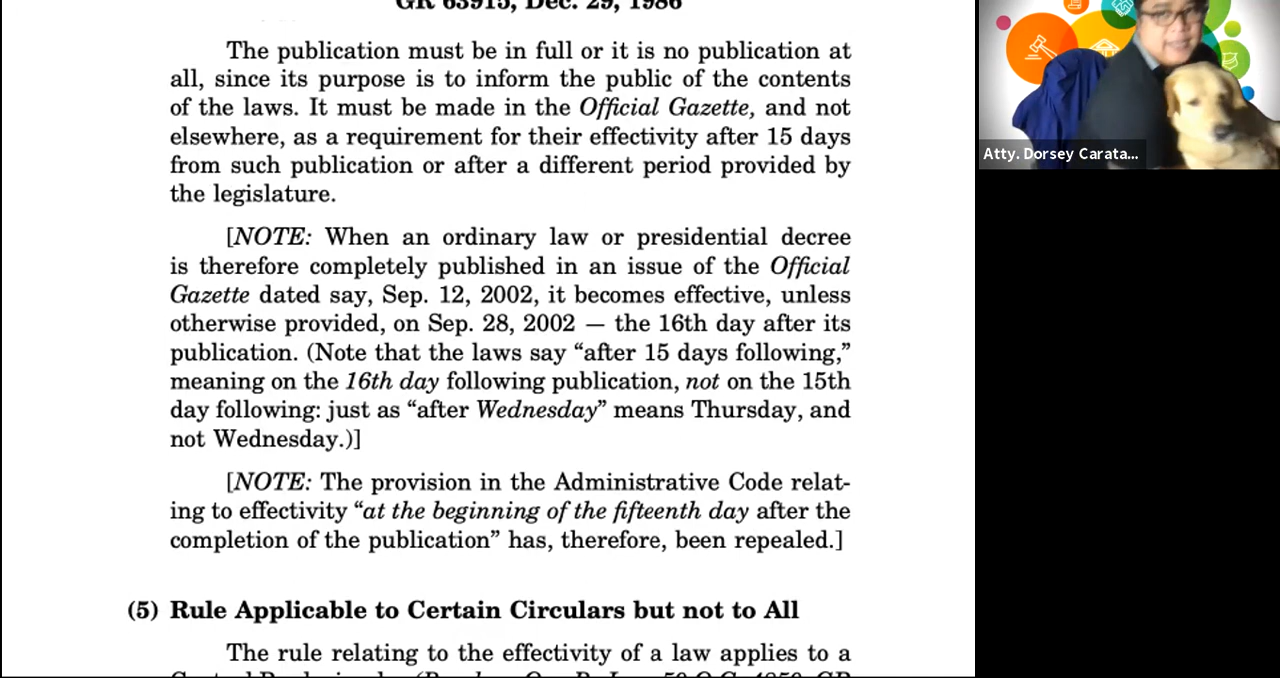 GR 63915, Dec. 29, 1986
The publication must be in full or it is no publication at
all, since its purpose is to inform the public of the contents
of the laws. It must be made in the Official Gazette, and not
elsewhere, as a requirement for their effectivity after 15 days
from such publication or after a different period provided by
the legislature.
[NOTE: When an ordinary law or presidential decree
is therefore completely published in an issue of the Official
Gazette dated say, Sep. 12, 2002, it becomes effective, unless
otherwise provided, on Sep. 28, 2002 — the 16th day after its
publication. (Note that the laws say “after 15 days following,”
meaning on the 16th day following publication, not on the 15th
day following: just as “after Wednesday” means Thursday, and
not Wednesday.)]
[NOTE: The provision in the Administrative Code relat-
ing to effectivity “at the beginning of the fifteenth day after the
completion of the publication” has, therefore, been repealed.]
(5) Rule Applicable to Certain Circulars but not to All
The rule relating to the effectivity of a law applies to a
Atty. Dorsey Carata...